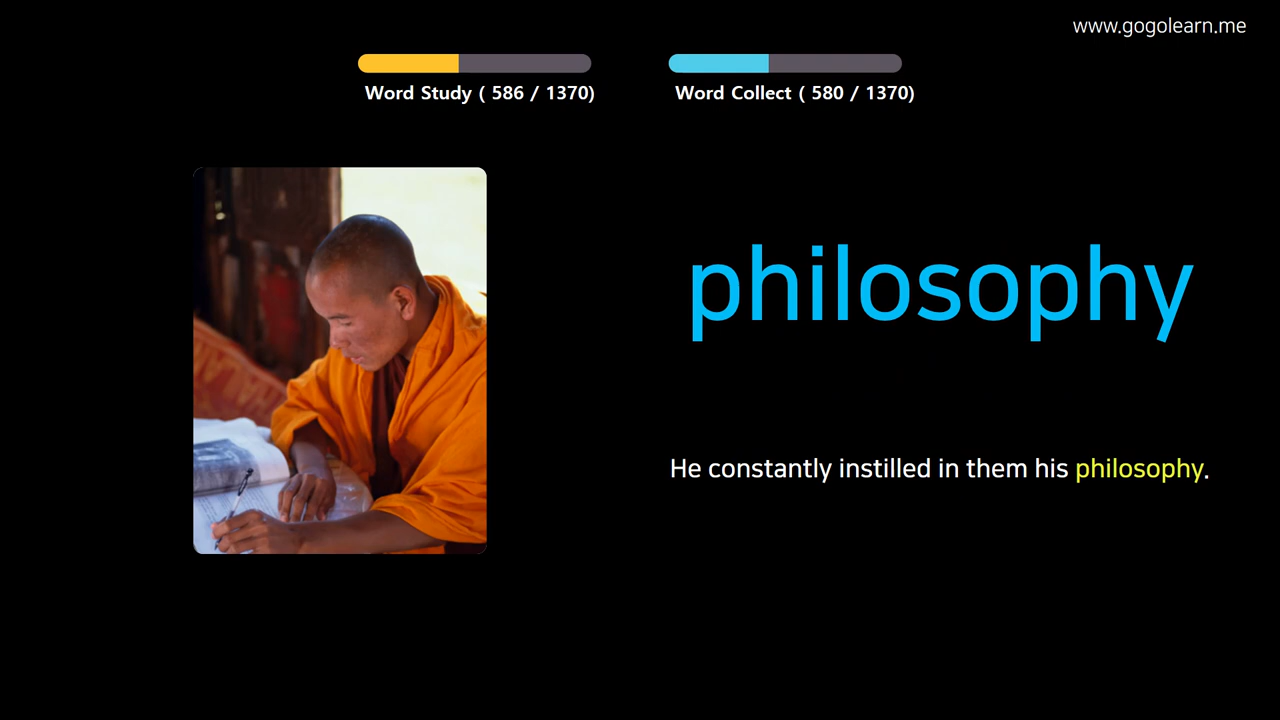 www.gogolearn.me
Word Study ( 586 / 1370)
Word Collect ( 580 / 1370)
philosophy
He constantly instilled in them his philosophy.